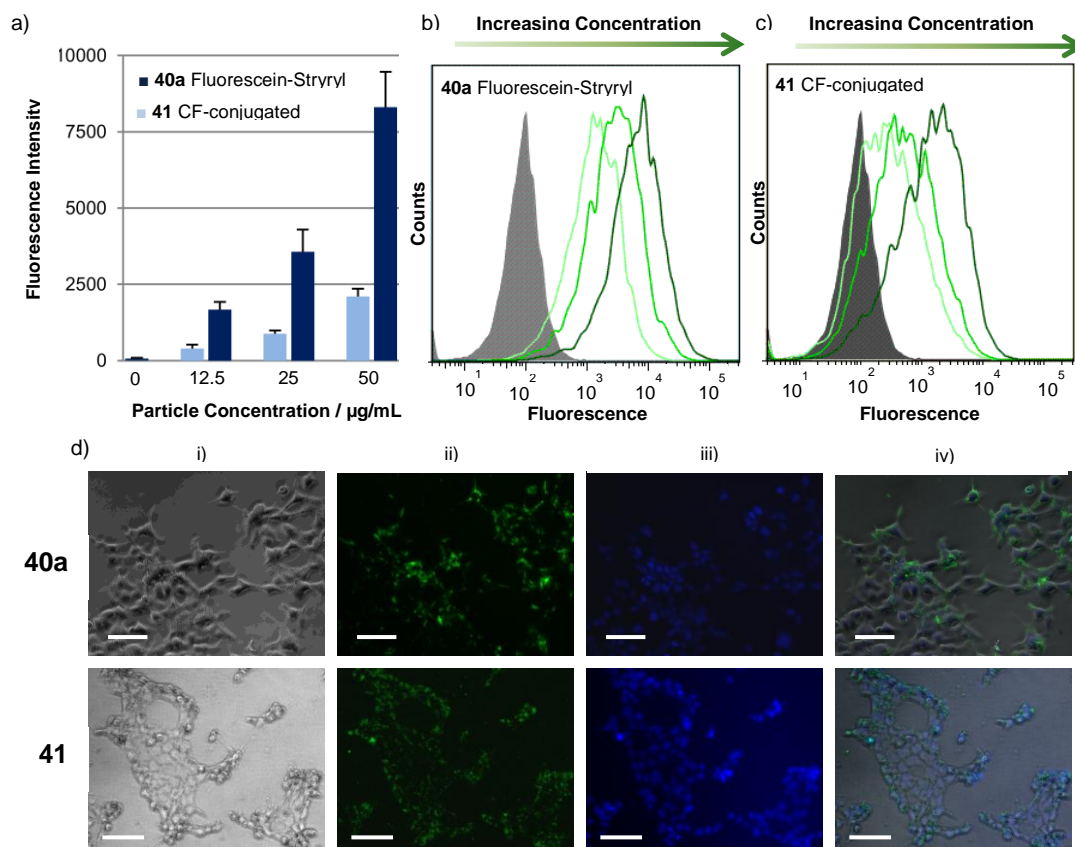 a)
10000
7500
5000
2500
0
Fluorescence Intensity
40a Fluorescein-Stryryl
41 CF-conjugated
0 12.5 25 50
Particle Concentration / µg/mL
b)
Increasing Concentration
40a Fluorescein-Stryryl
Counts
10^1 10^2 10^3 10^4 10^5
Fluorescence
c)
Increasing Concentration
41 CF-conjugated
Counts
10^1 10^2 10^3 10^4 10^5
Fluorescence
d)
i) ii) iii) iv)
40a
41